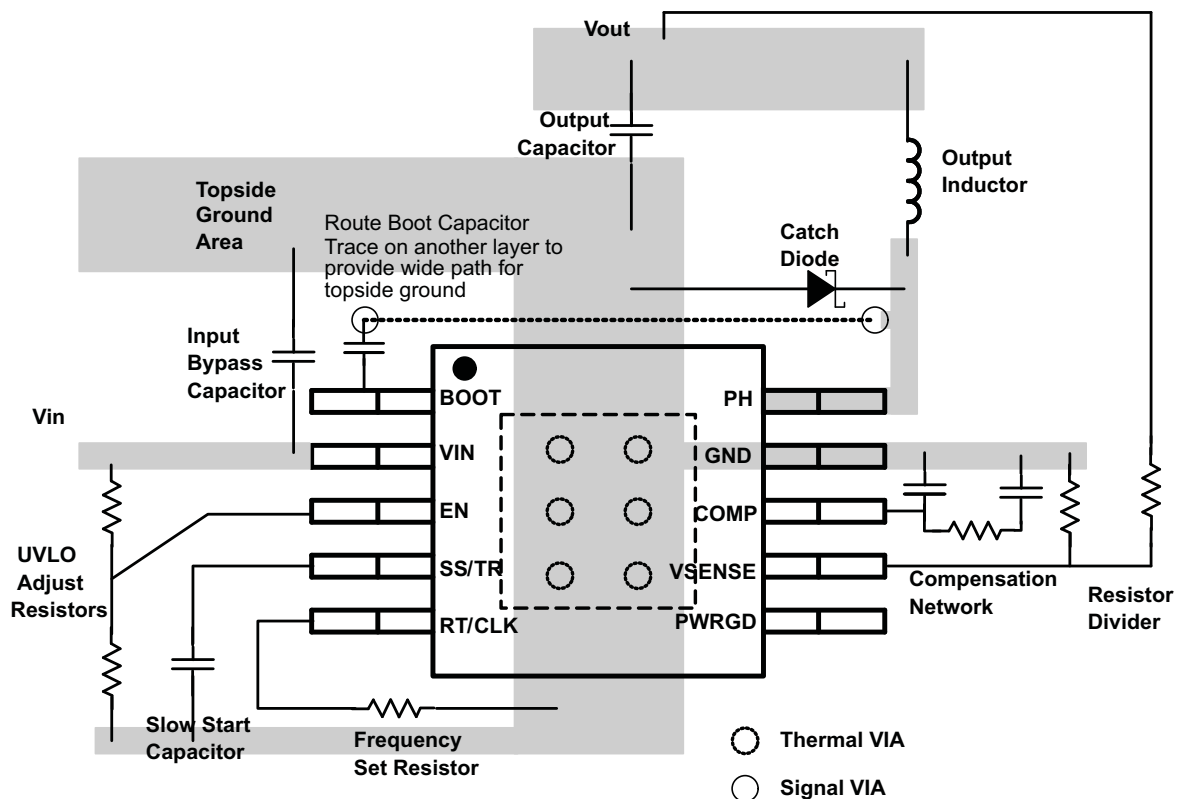 Vout
Output
Capacitor
Output
Inductor
Topside
Ground
Area
Route Boot Capacitor
Trace on another layer to
provide wide path for
topside ground
Catch
Diode
Input
Bypass
Capacitor
Vin
BOOT
VIN
EN
SS/TR
RT/CLK
PH
GND
COMP
VSENSE
PWRGD
UVLO
Adjust
Resistors
Compensation
Network
Resistor
Divider
Slow Start
Capacitor
Frequency
Set Resistor
Thermal VIA
Signal VIA